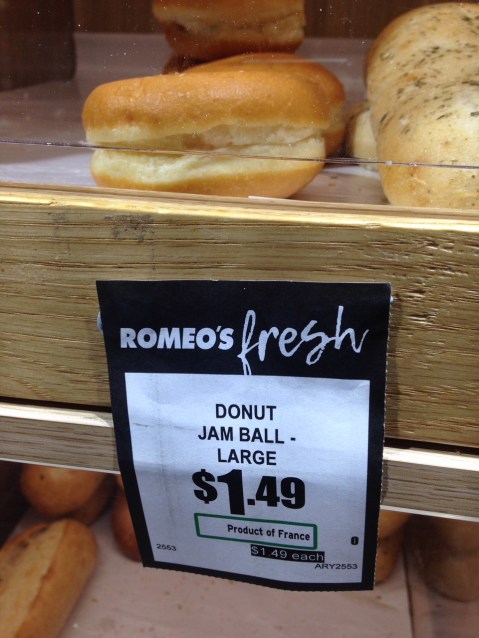 ROMEO'S fresh
DONUT
JAM BALL -
LARGE
$1.49
Product of France
0
2553
$1.49 each
ARY2553